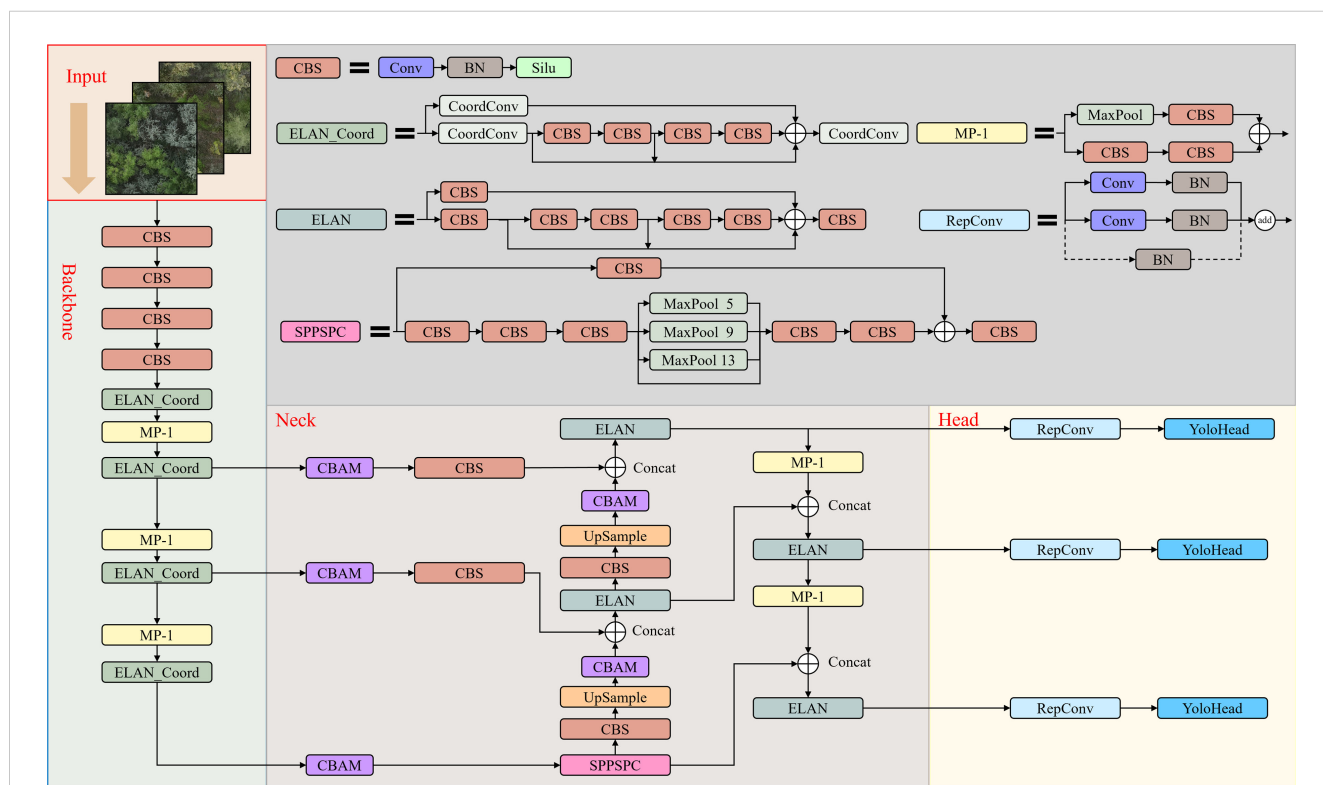 Input
Backbone
CBS
CBS
CBS
CBS
ELAN_Coord
MP-1
ELAN_Coord
MP-1
ELAN_Coord
MP-1
ELAN_Coord
CBS = Conv BN Silu
ELAN_Coord = CoordConv
CoordConv CBS CBS CBS CBS CoordConv
MP-1 = MaxPool CBS
CBS CBS
ELAN = CBS
CBS CBS CBS CBS CBS CBS
RepConv = Conv BN
Conv BN add
BN
SPPSPC = CBS
CBS CBS CBS MaxPool 5
MaxPool 9
MaxPool 13
CBS CBS CBS
Neck
CBAM CBS
CBAM CBS
CBAM
ELAN
Concat
CBAM
UpSample
CBS
ELAN
Concat
CBAM
UpSample
CBS
SPPSPC
MP-1
Concat
ELAN
MP-1
Concat
ELAN
Head
RepConv YoloHead
RepConv YoloHead
RepConv YoloHead